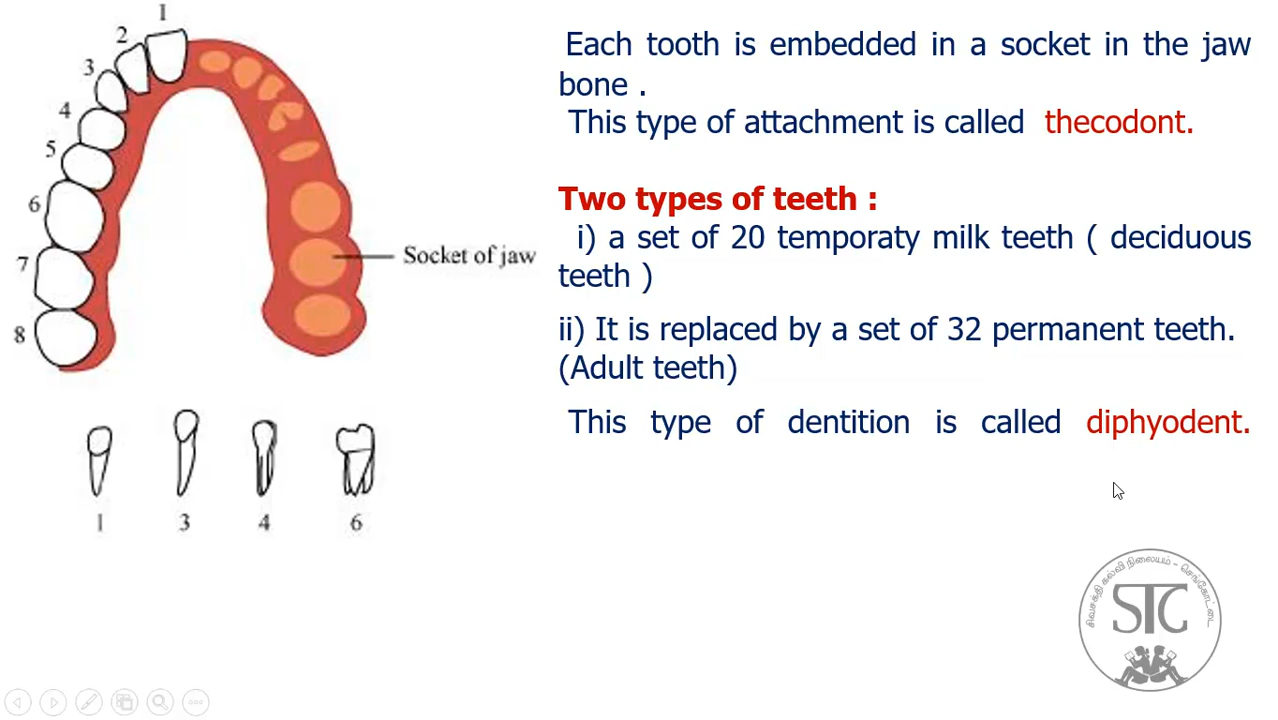 1
2
3
4
5
6
7
8
Socket of jaw
1 3 4 6
Each tooth is embedded in a socket in the jaw
bone .
This type of attachment is called thecodont.
Two types of teeth :
i) a set of 20 temporaty milk teeth ( deciduous
teeth )
ii) It is replaced by a set of 32 permanent teeth.
(Adult teeth)
This type of dentition is called diphyodent.
சிவசக்தி கல்வி நிலையம் - செங்கோட்டை
STC